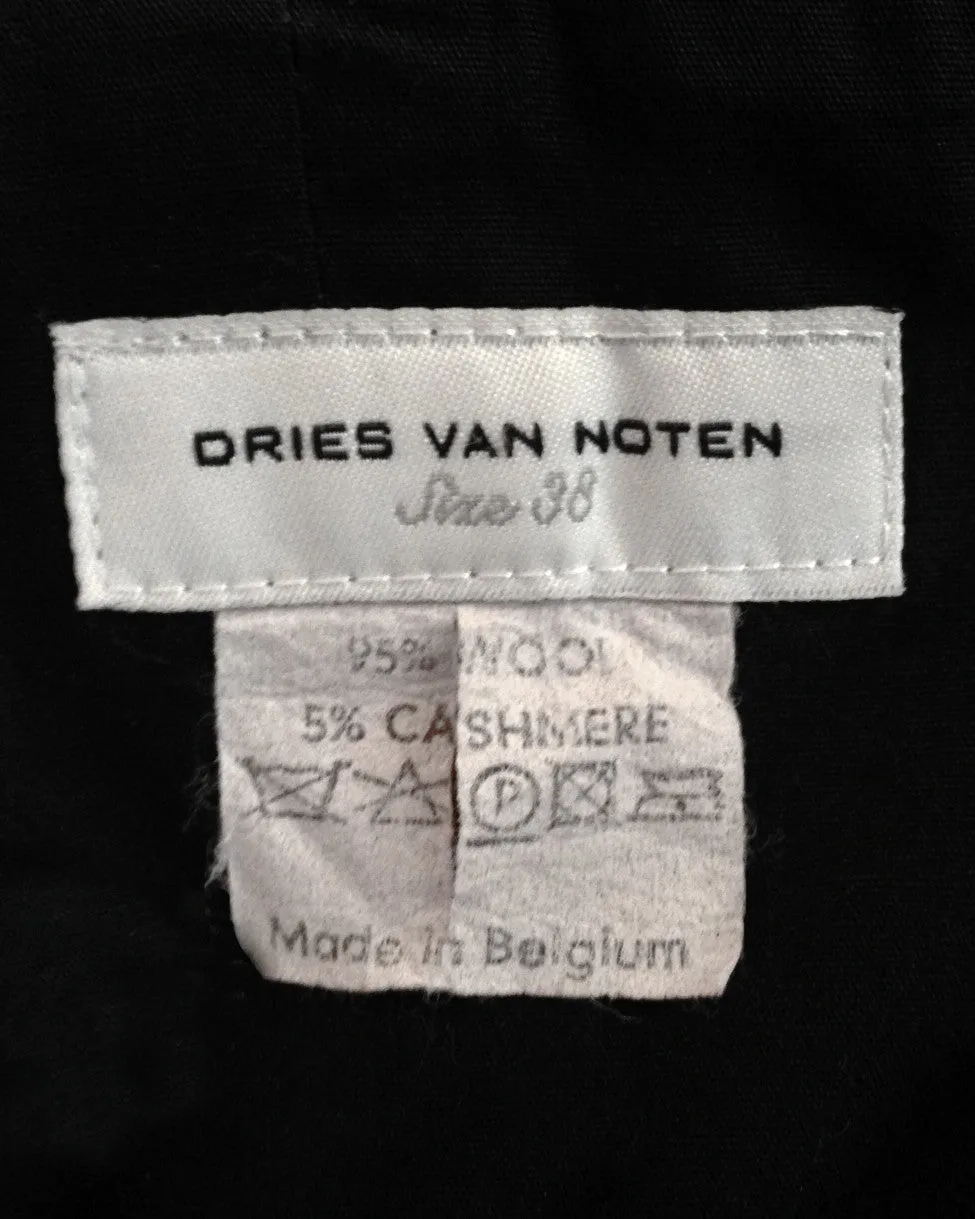 DRIES VAN NOTEN
Size 38
95% WOOL
5% CASHMERE
P
Made in Belgium